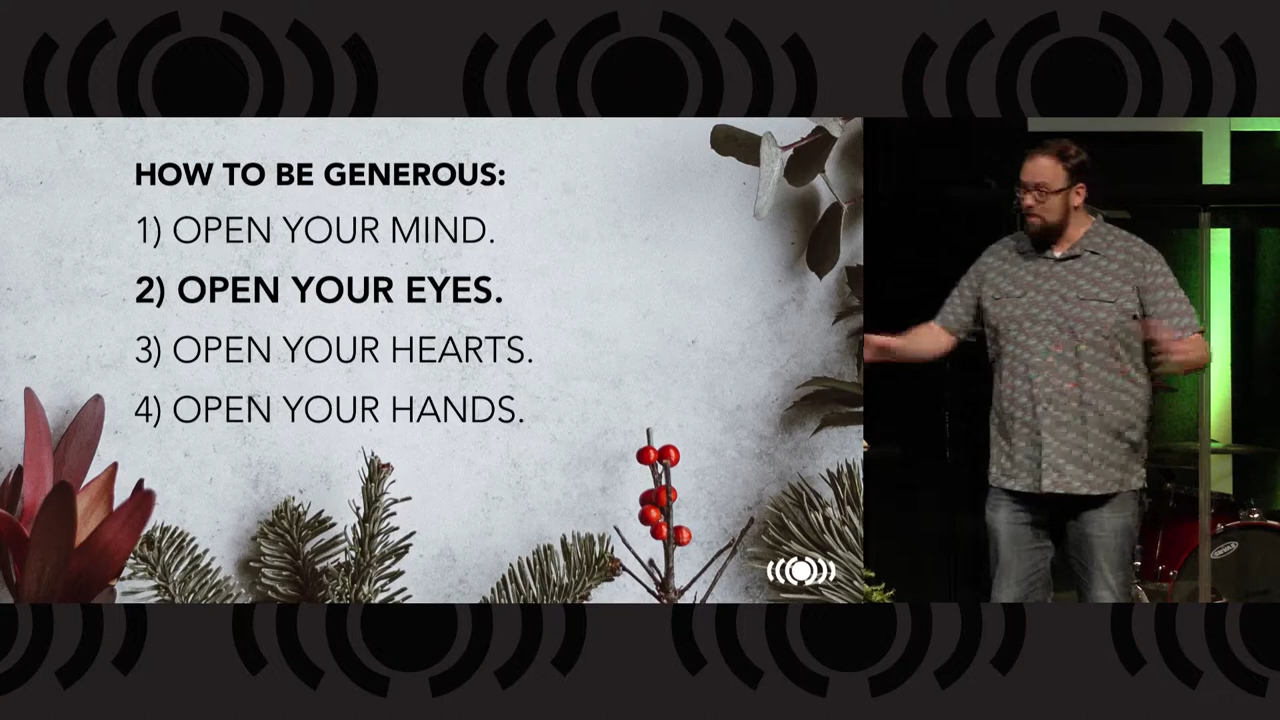 HOW TO BE GENEROUS:
1) OPEN YOUR MIND.
2) OPEN YOUR EYES.
3) OPEN YOUR HEARTS.
4) OPEN YOUR HANDS.